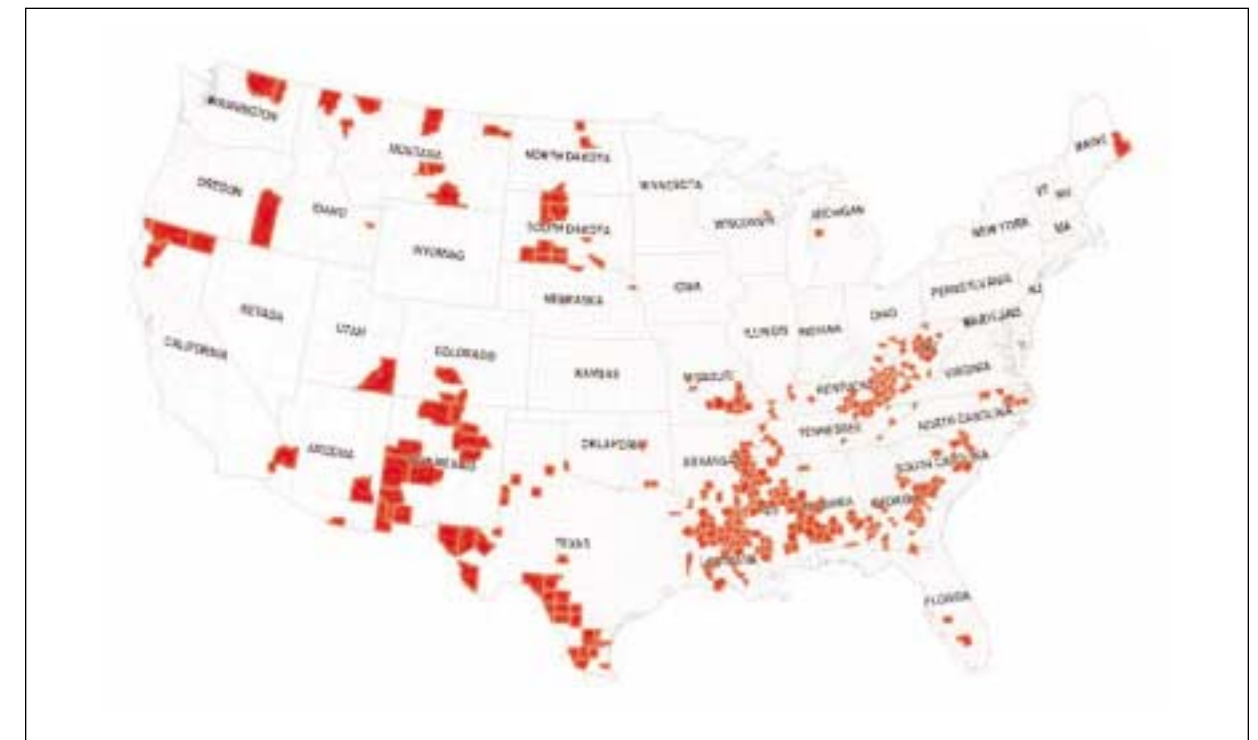 WASHINGTON
MAINE
MONTANA
NORTH DAKOTA
MINNESOTA
OREGON
IDAHO
VT
NH
SOUTH DAKOTA
WISCONSIN
MICHIGAN
NEW YORK
MA
WYOMING
IOWA
PENNSYLVANIA
NJ
NEBRASKA
NEVADA
UTAH
ILLINOIS
INDIANA
OHIO
MARYLAND
CALIFORNIA
COLORADO
KANSAS
MISSOURI
KENTUCKY
VIRGINIA
ARIZONA
NEW MEXICO
OKLAHOMA
TENNESSEE
NORTH CAROLINA
ARKANSAS
SOUTH CAROLINA
GEORGIA
TEXAS
LOUISIANA
FLORIDA